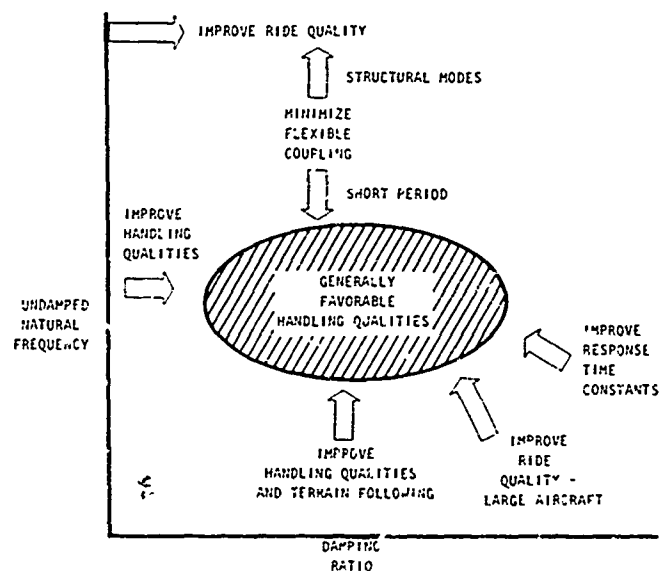 IMPROVE RIDE QUALITY
STRUCTURAL MODES
MINIMIZE
FLEXIBLE
COUPLING
SHORT PERIOD
IMPROVE
HANDLING
QUALITIES
GENERALLY
FAVORABLE
HANDLING QUALITIES
UNDAMPED
NATURAL
FREQUENCY
IMPROVE
RESPONSE
TIME
CONSTANTS
IMPROVE
HANDLING QUALITIES
AND TERRAIN FOLLOWING
IMPROVE
RIDE
QUALITY -
LARGE AIRCRAFT
DAMPING
RATIO